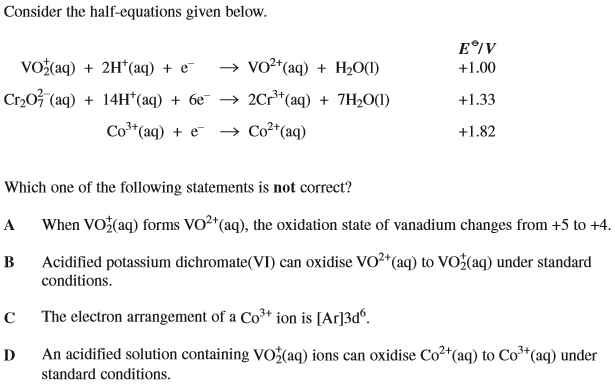 Consider the half-equations given below.
E⦵/V
VO₂⁺(aq) + 2H⁺(aq) + e⁻ → VO²⁺(aq) + H₂O(l) +1.00
Cr₂O₇²⁻(aq) + 14H⁺(aq) + 6e⁻ → 2Cr³⁺(aq) + 7H₂O(l) +1.33
Co³⁺(aq) + e⁻ → Co²⁺(aq) +1.82
Which one of the following statements is not correct?
A When VO₂⁺(aq) forms VO²⁺(aq), the oxidation state of vanadium changes from +5 to +4.
B Acidified potassium dichromate(VI) can oxidise VO²⁺(aq) to VO₂⁺(aq) under standard
conditions.
C The electron arrangement of a Co³⁺ ion is [Ar]3d⁶.
D An acidified solution containing VO₂⁺(aq) ions can oxidise Co²⁺(aq) to Co³⁺(aq) under
standard conditions.